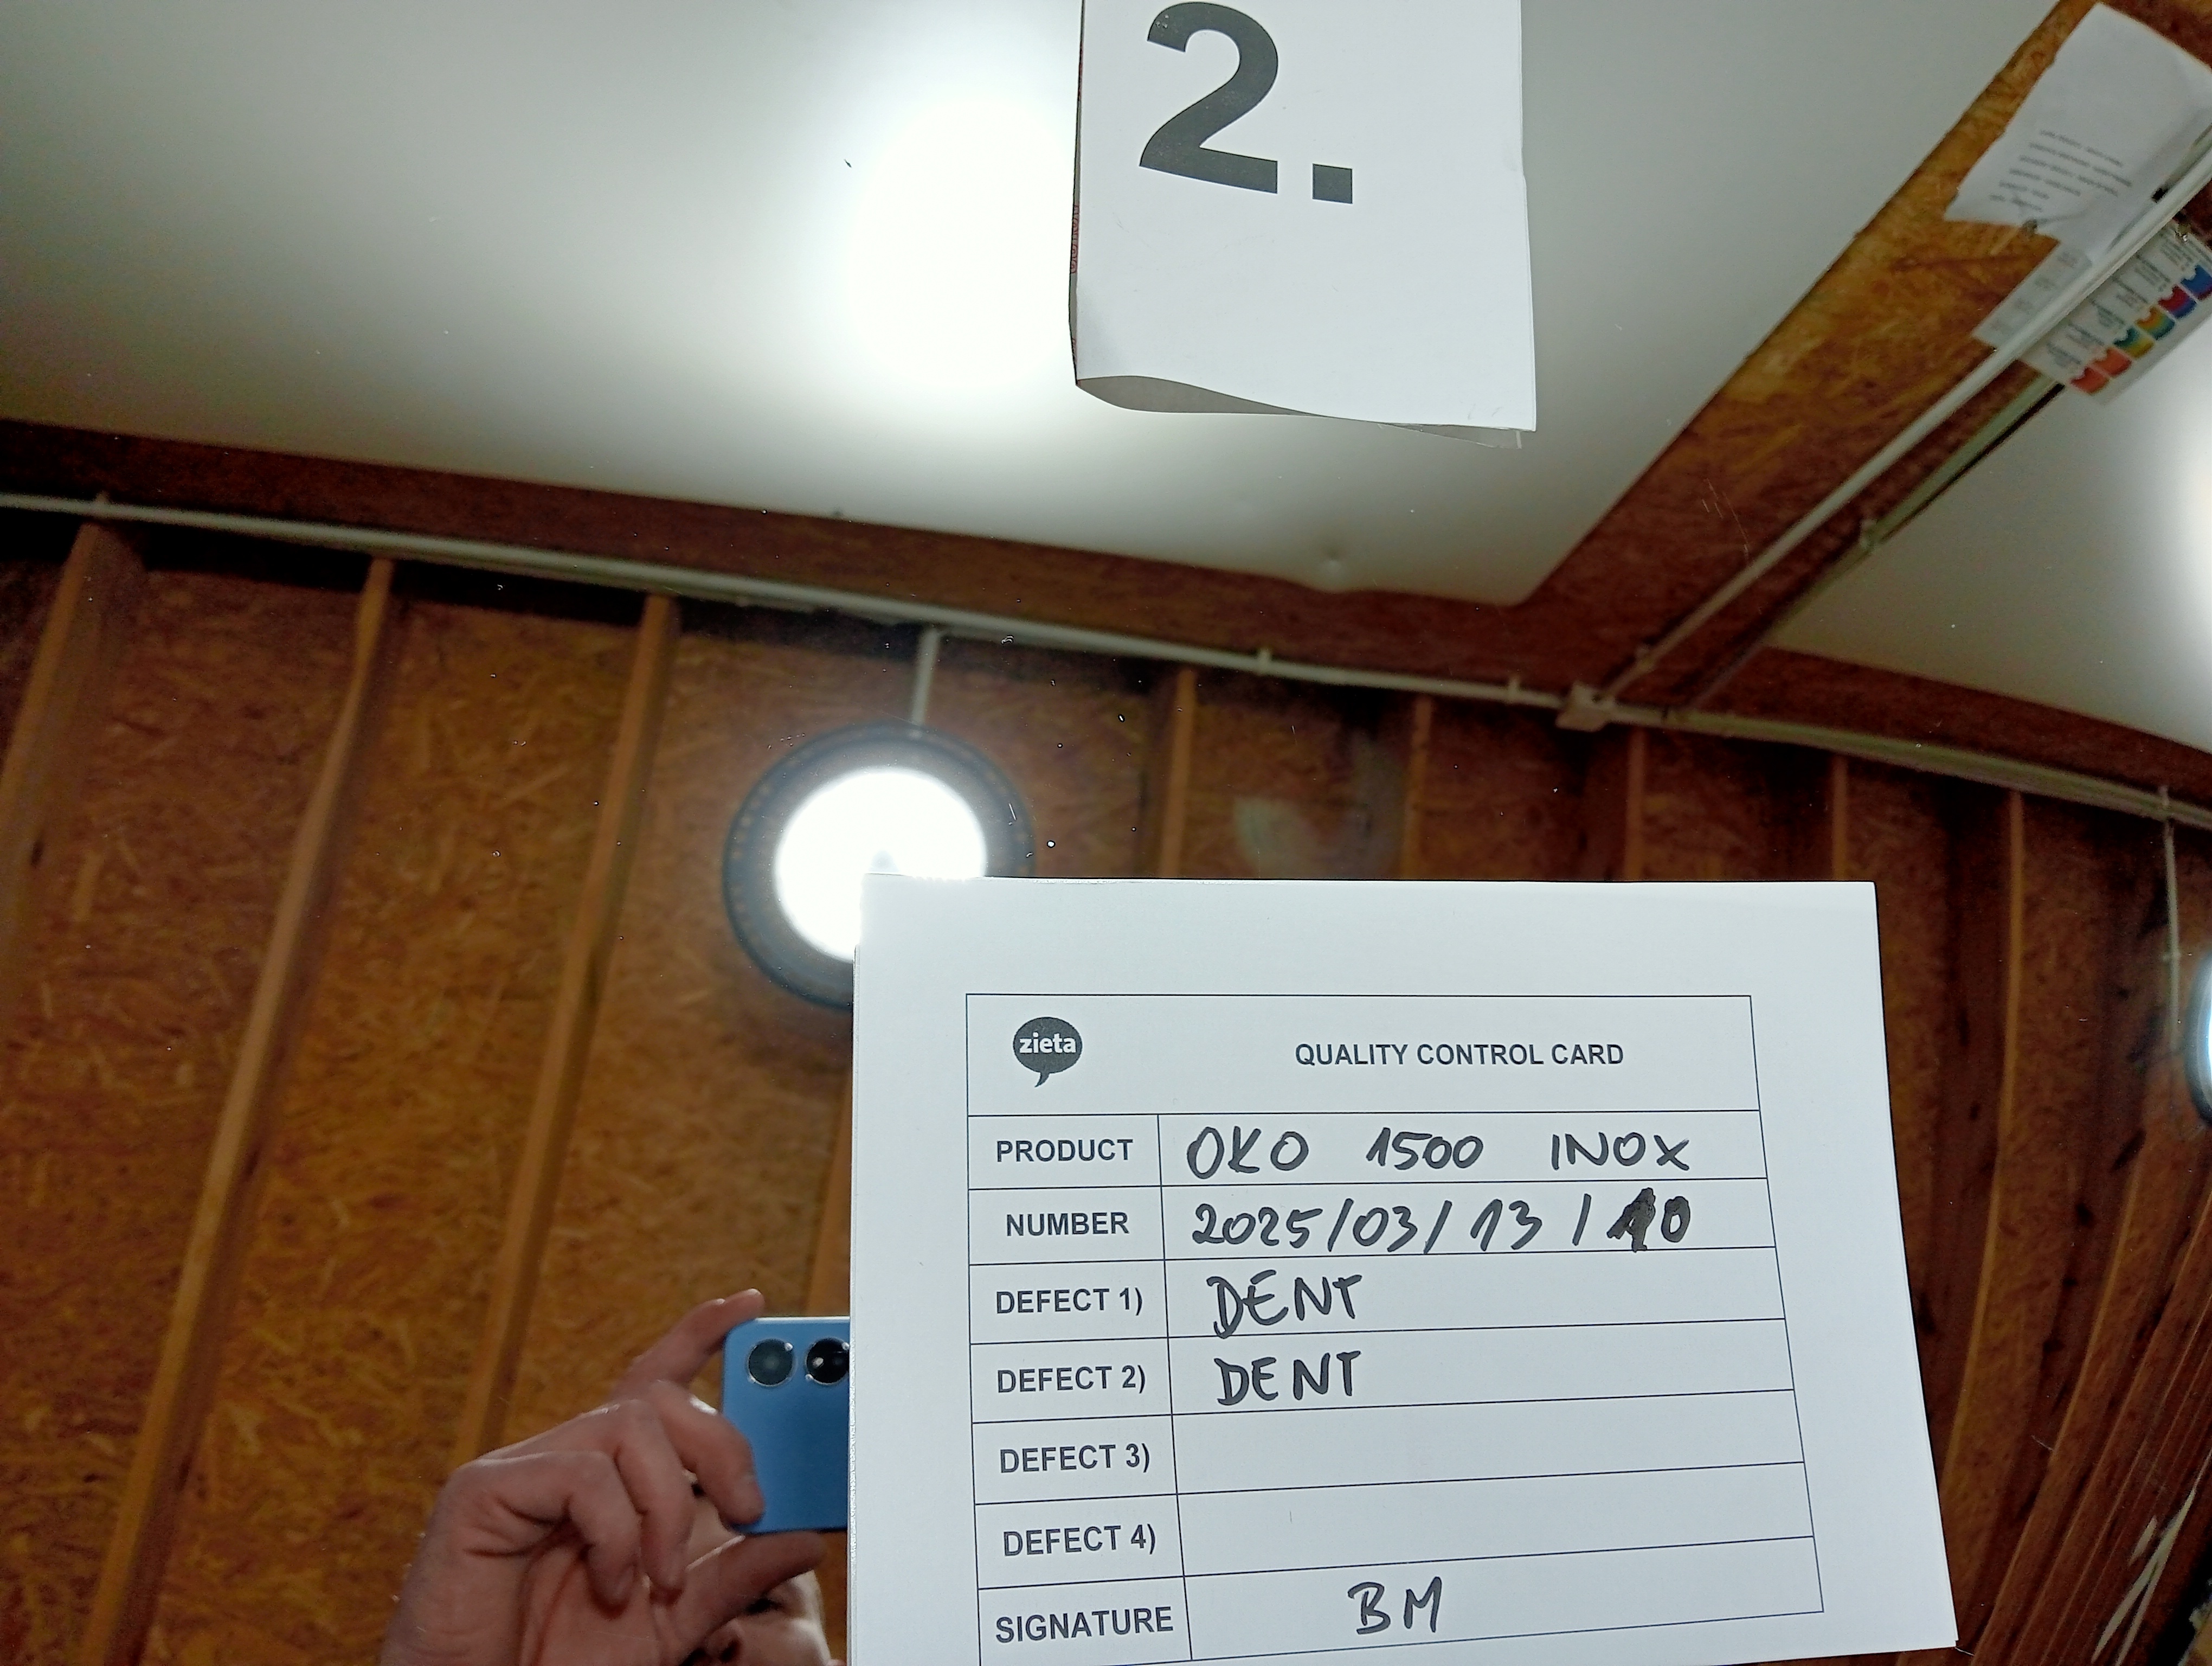 2.
zieta
QUALITY CONTROL CARD
PRODUCT OKO 1500 INOX
NUMBER 2025/03/13/10
DEFECT 1) DENT
DEFECT 2) DENT
DEFECT 3)
DEFECT 4)
SIGNATURE BM